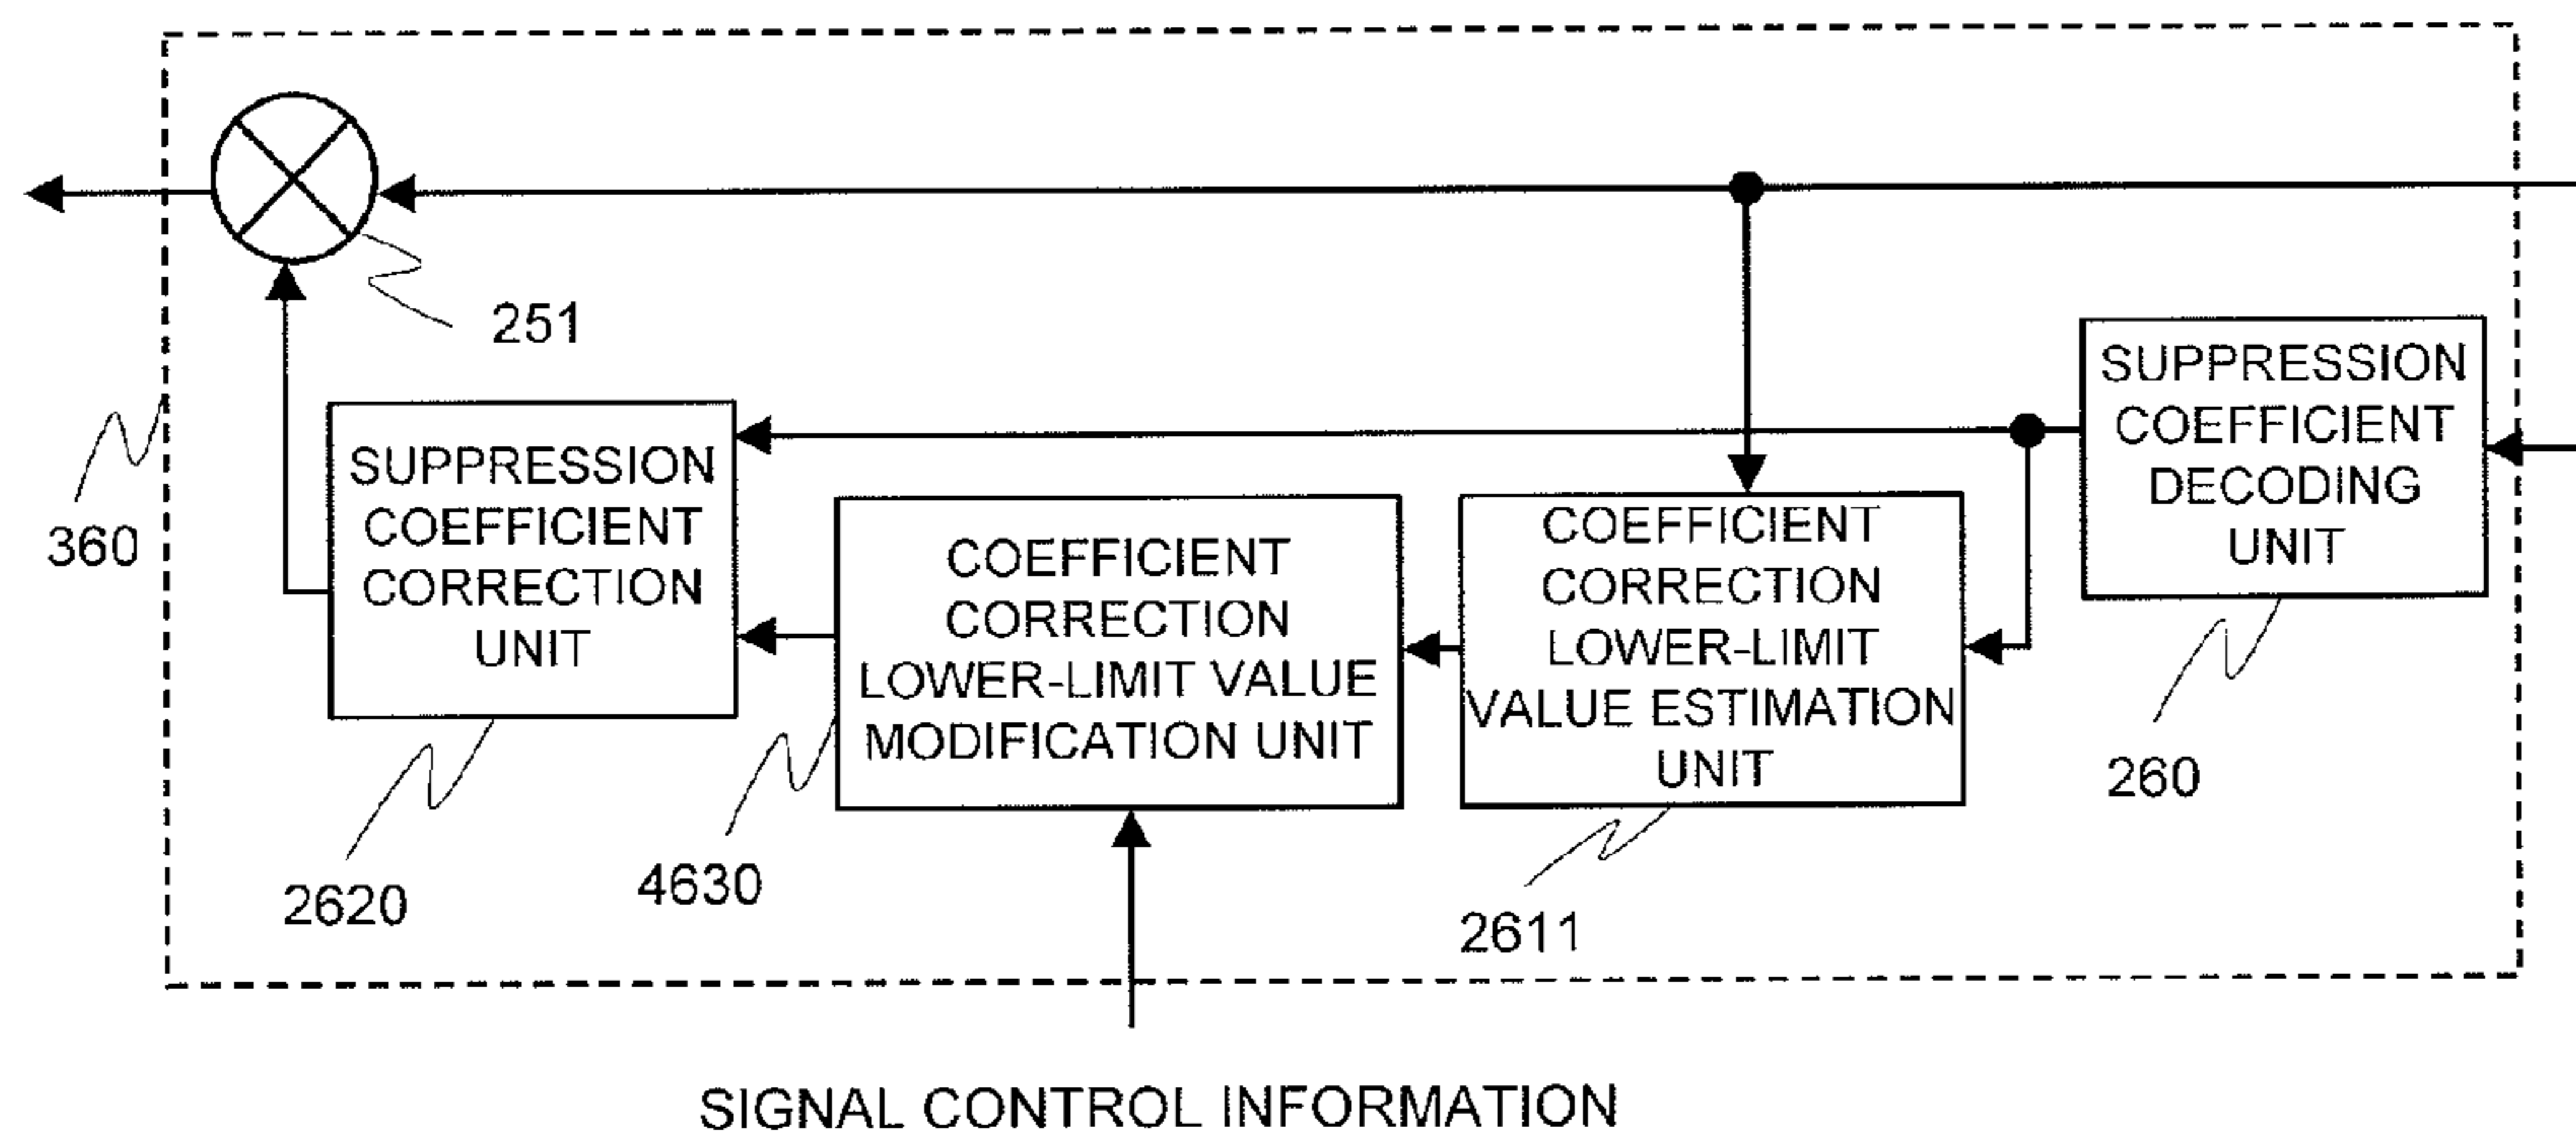 251
SUPPRESSION
COEFFICIENT
DECODING
UNIT
SUPPRESSION
COEFFICIENT
CORRECTION
UNIT
COEFFICIENT
CORRECTION
LOWER-LIMIT VALUE
MODIFICATION UNIT
COEFFICIENT
CORRECTION
LOWER-LIMIT
VALUE ESTIMATION
UNIT
360
260
2620
4630
2611
SIGNAL CONTROL INFORMATION